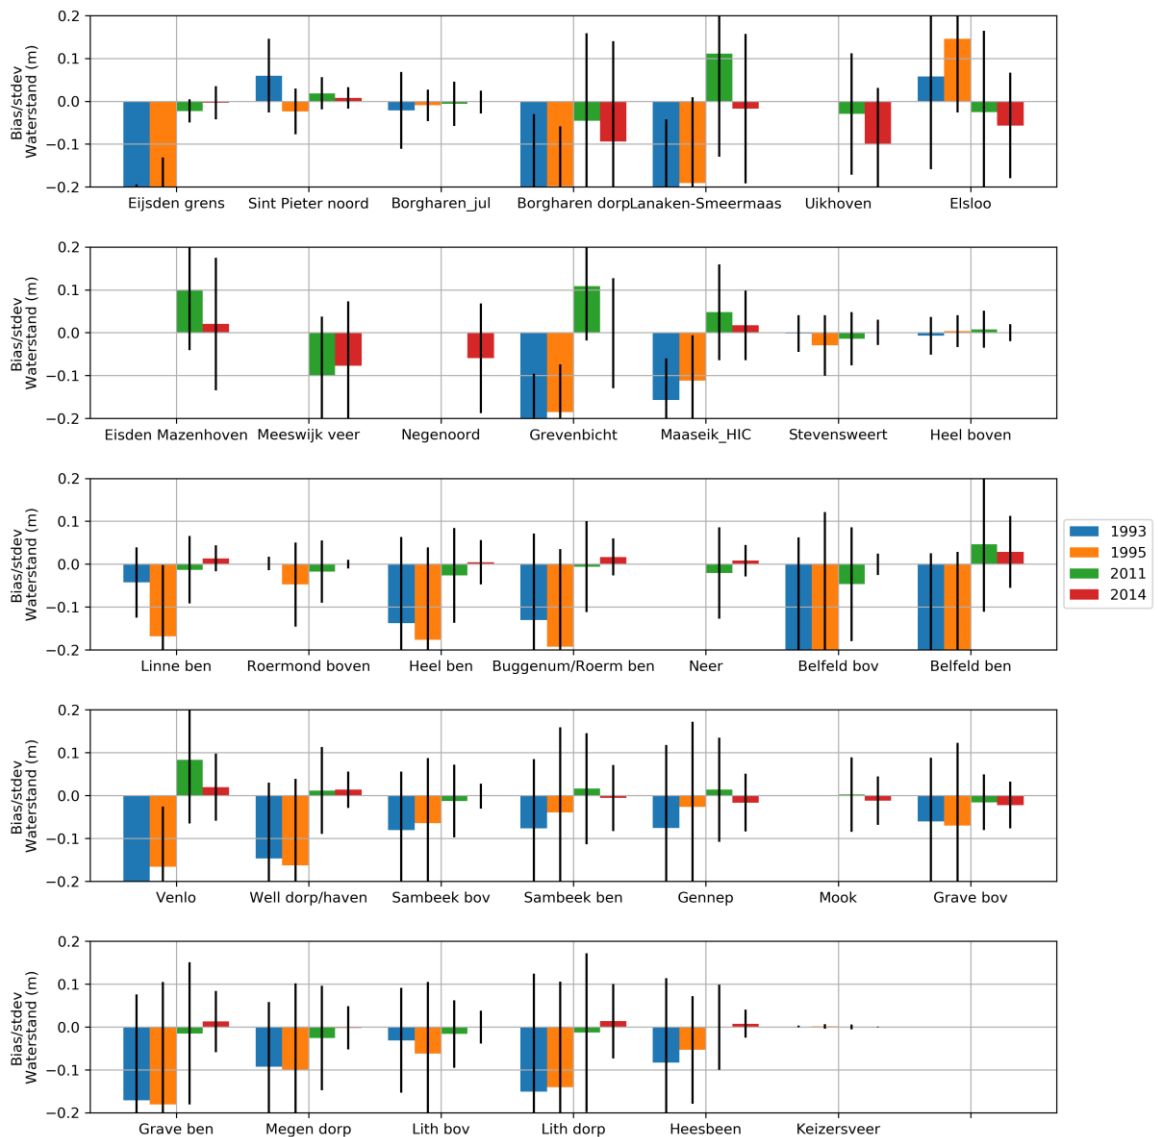 0.2
0.1
0.0
−0.1
−0.2
Bias/stdev
Waterstand (m)
Eijsden grens Sint Pieter noord Borgharen_jul Borgharen dorp Lanaken-Smeermaas Uikhoven Elsloo
0.2
0.1
0.0
−0.1
−0.2
Bias/stdev
Waterstand (m)
Eisden Mazenhoven Meeswijk veer Negenoord Grevenbicht Maaseik_HIC Stevensweert Heel boven
0.2
0.1
0.0
−0.1
−0.2
Bias/stdev
Waterstand (m)
Linne ben Roermond boven Heel ben Buggenum/Roerm ben Neer Belfeld bov Belfeld ben
1993
1995
2011
2014
0.2
0.1
0.0
−0.1
−0.2
Bias/stdev
Waterstand (m)
Venlo Well dorp/haven Sambeek bov Sambeek ben Gennep Mook Grave bov
0.2
0.1
0.0
−0.1
−0.2
Bias/stdev
Waterstand (m)
Grave ben Megen dorp Lith bov Lith dorp Heesbeen Keizersveer